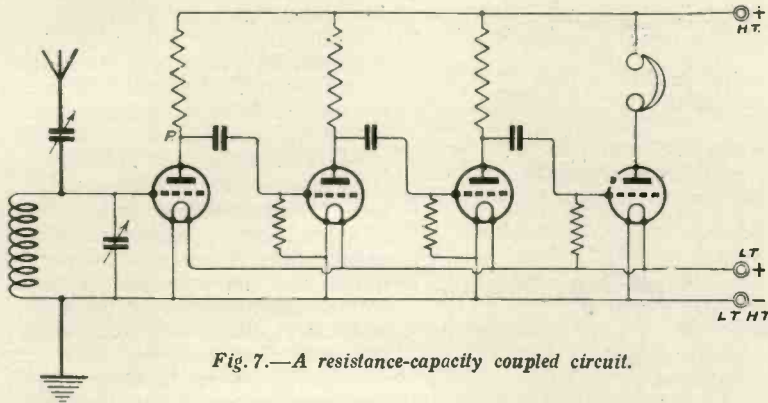 +
HT.
P.
LT
+
−
LT HT
Fig. 7.—A resistance-capacity coupled circuit.